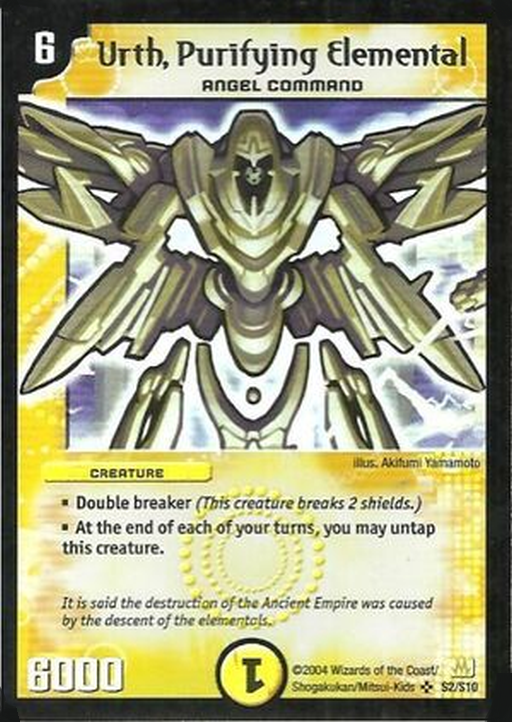 6
Urth, Purifying Elemental
ANGEL COMMAND
illus. Akifumi Yamamoto
CREATURE
▪ Double breaker (This creature breaks 2 shields.)
▪ At the end of each of your turns, you may untap
this creature.
It is said the destruction of the Ancient Empire was caused
by the descent of the elementals.
6000
1
©2004 Wizards of the Coast/
Shogakukan/Mitsui-Kids S2/S10